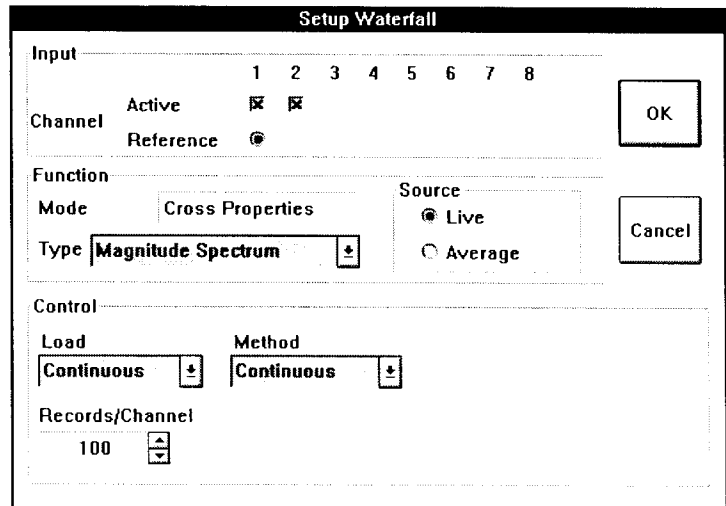 Setup Waterfall
Input
1 2 3 4 5 6 7 8
Channel
Active
Reference
OK
Function
Mode Cross Properties
Type Magnitude Spectrum
Source
Live
Average
Cancel
Control
Load
Continuous
Method
Continuous
Records/Channel
100